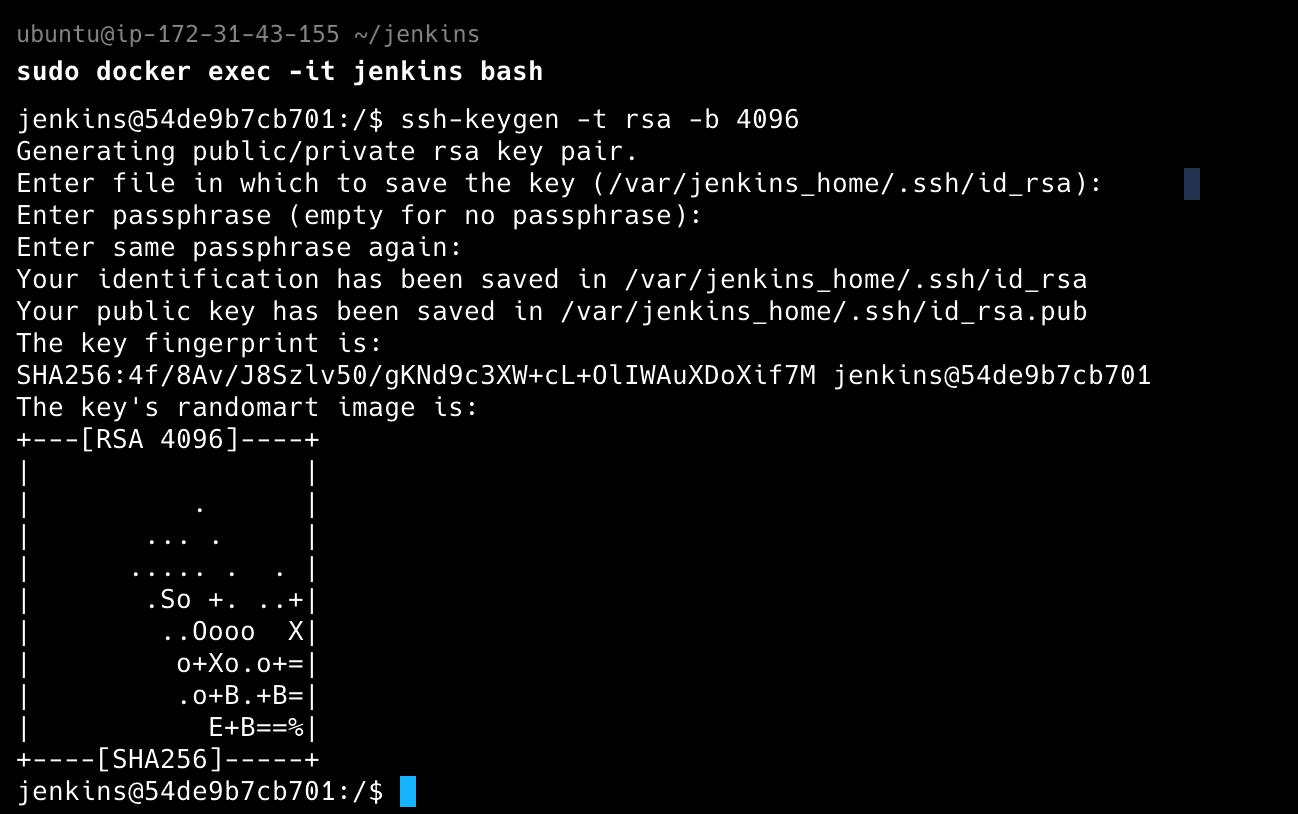 ubuntu@ip-172-31-43-155 ~/jenkins
sudo docker exec -it jenkins bash
jenkins@54de9b7cb701:/$ ssh-keygen -t rsa -b 4096
Generating public/private rsa key pair.
Enter file in which to save the key (/var/jenkins_home/.ssh/id_rsa):
Enter passphrase (empty for no passphrase):
Enter same passphrase again:
Your identification has been saved in /var/jenkins_home/.ssh/id_rsa
Your public key has been saved in /var/jenkins_home/.ssh/id_rsa.pub
The key fingerprint is:
SHA256:4f/8Av/J8Szlv50/gKNd9c3XW+cL+OlIWAuXDoXif7M jenkins@54de9b7cb701
The key's randomart image is:
+---[RSA 4096]----+
|                 |
|          .      |
|       ... .     |
|      ..... .  . |
|       .So +. ..+|
|        ..Oooo  X|
|         o+Xo.o+=|
|         .o+B.+B=|
|           E+B==%|
+----[SHA256]-----+
jenkins@54de9b7cb701:/$